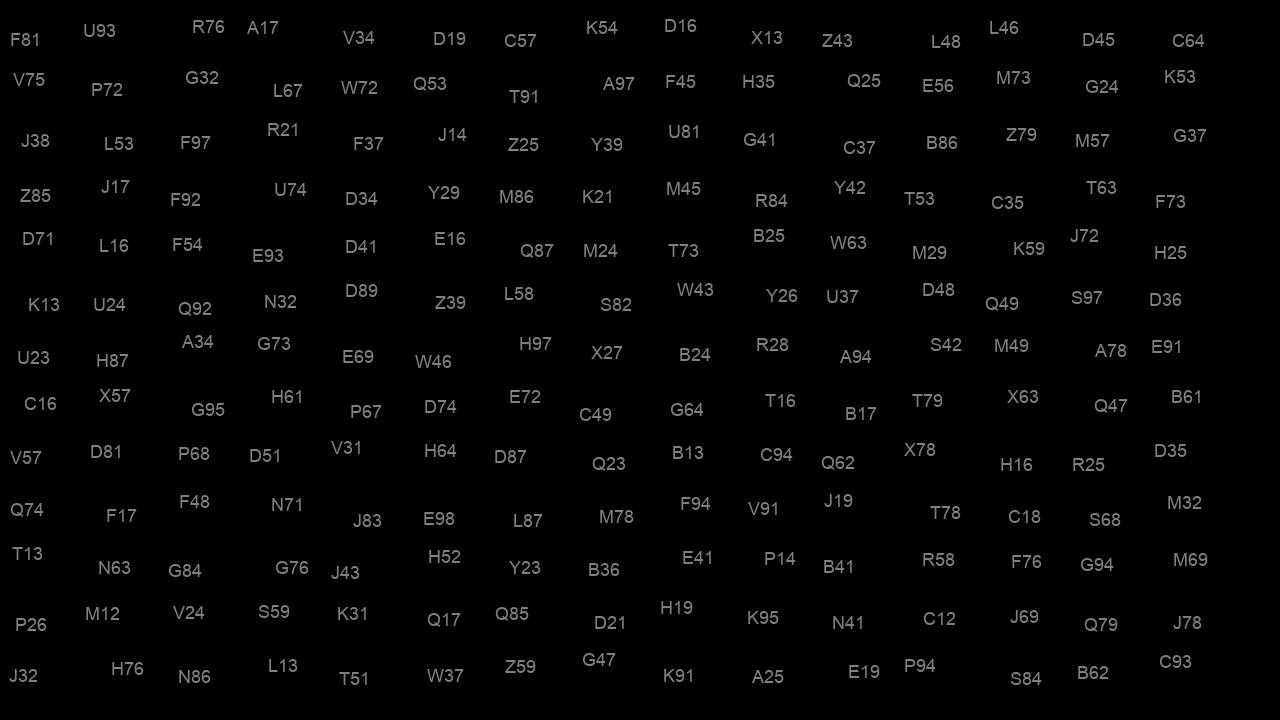 F81 U93 R76 A17 V34 D19 C57 K54 D16 X13 Z43 L48 L46 D45 C64
V75 P72 G32 L67 W72 Q53 T91 A97 F45 H35 Q25 E56 M73 G24 K53
J38 L53 F97 R21 F37 J14 Z25 Y39 U81 G41 C37 B86 Z79 M57 G37
Z85 J17 F92 U74 D34 Y29 M86 K21 M45 R84 Y42 T53 C35 T63 F73
D71 L16 F54 E93 D41 E16 Q87 M24 T73 B25 W63 M29 K59 J72 H25
K13 U24 Q92 N32 D89 Z39 L58 S82 W43 Y26 U37 D48 Q49 S97 D36
U23 H87 A34 G73 E69 W46 H97 X27 B24 R28 A94 S42 M49 A78 E91
C16 X57 G95 H61 P67 D74 E72 C49 G64 T16 B17 T79 X63 Q47 B61
V57 D81 P68 D51 V31 H64 D87 Q23 B13 C94 Q62 X78 H16 R25 D35
Q74 F17 F48 N71 J83 E98 L87 M78 F94 V91 J19 T78 C18 S68 M32
T13 N63 G84 G76 J43 H52 Y23 B36 E41 P14 B41 R58 F76 G94 M69
P26 M12 V24 S59 K31 Q17 Q85 D21 H19 K95 N41 C12 J69 Q79 J78
J32 H76 N86 L13 T51 W37 Z59 G47 K91 A25 E19 P94 S84 B62 C93